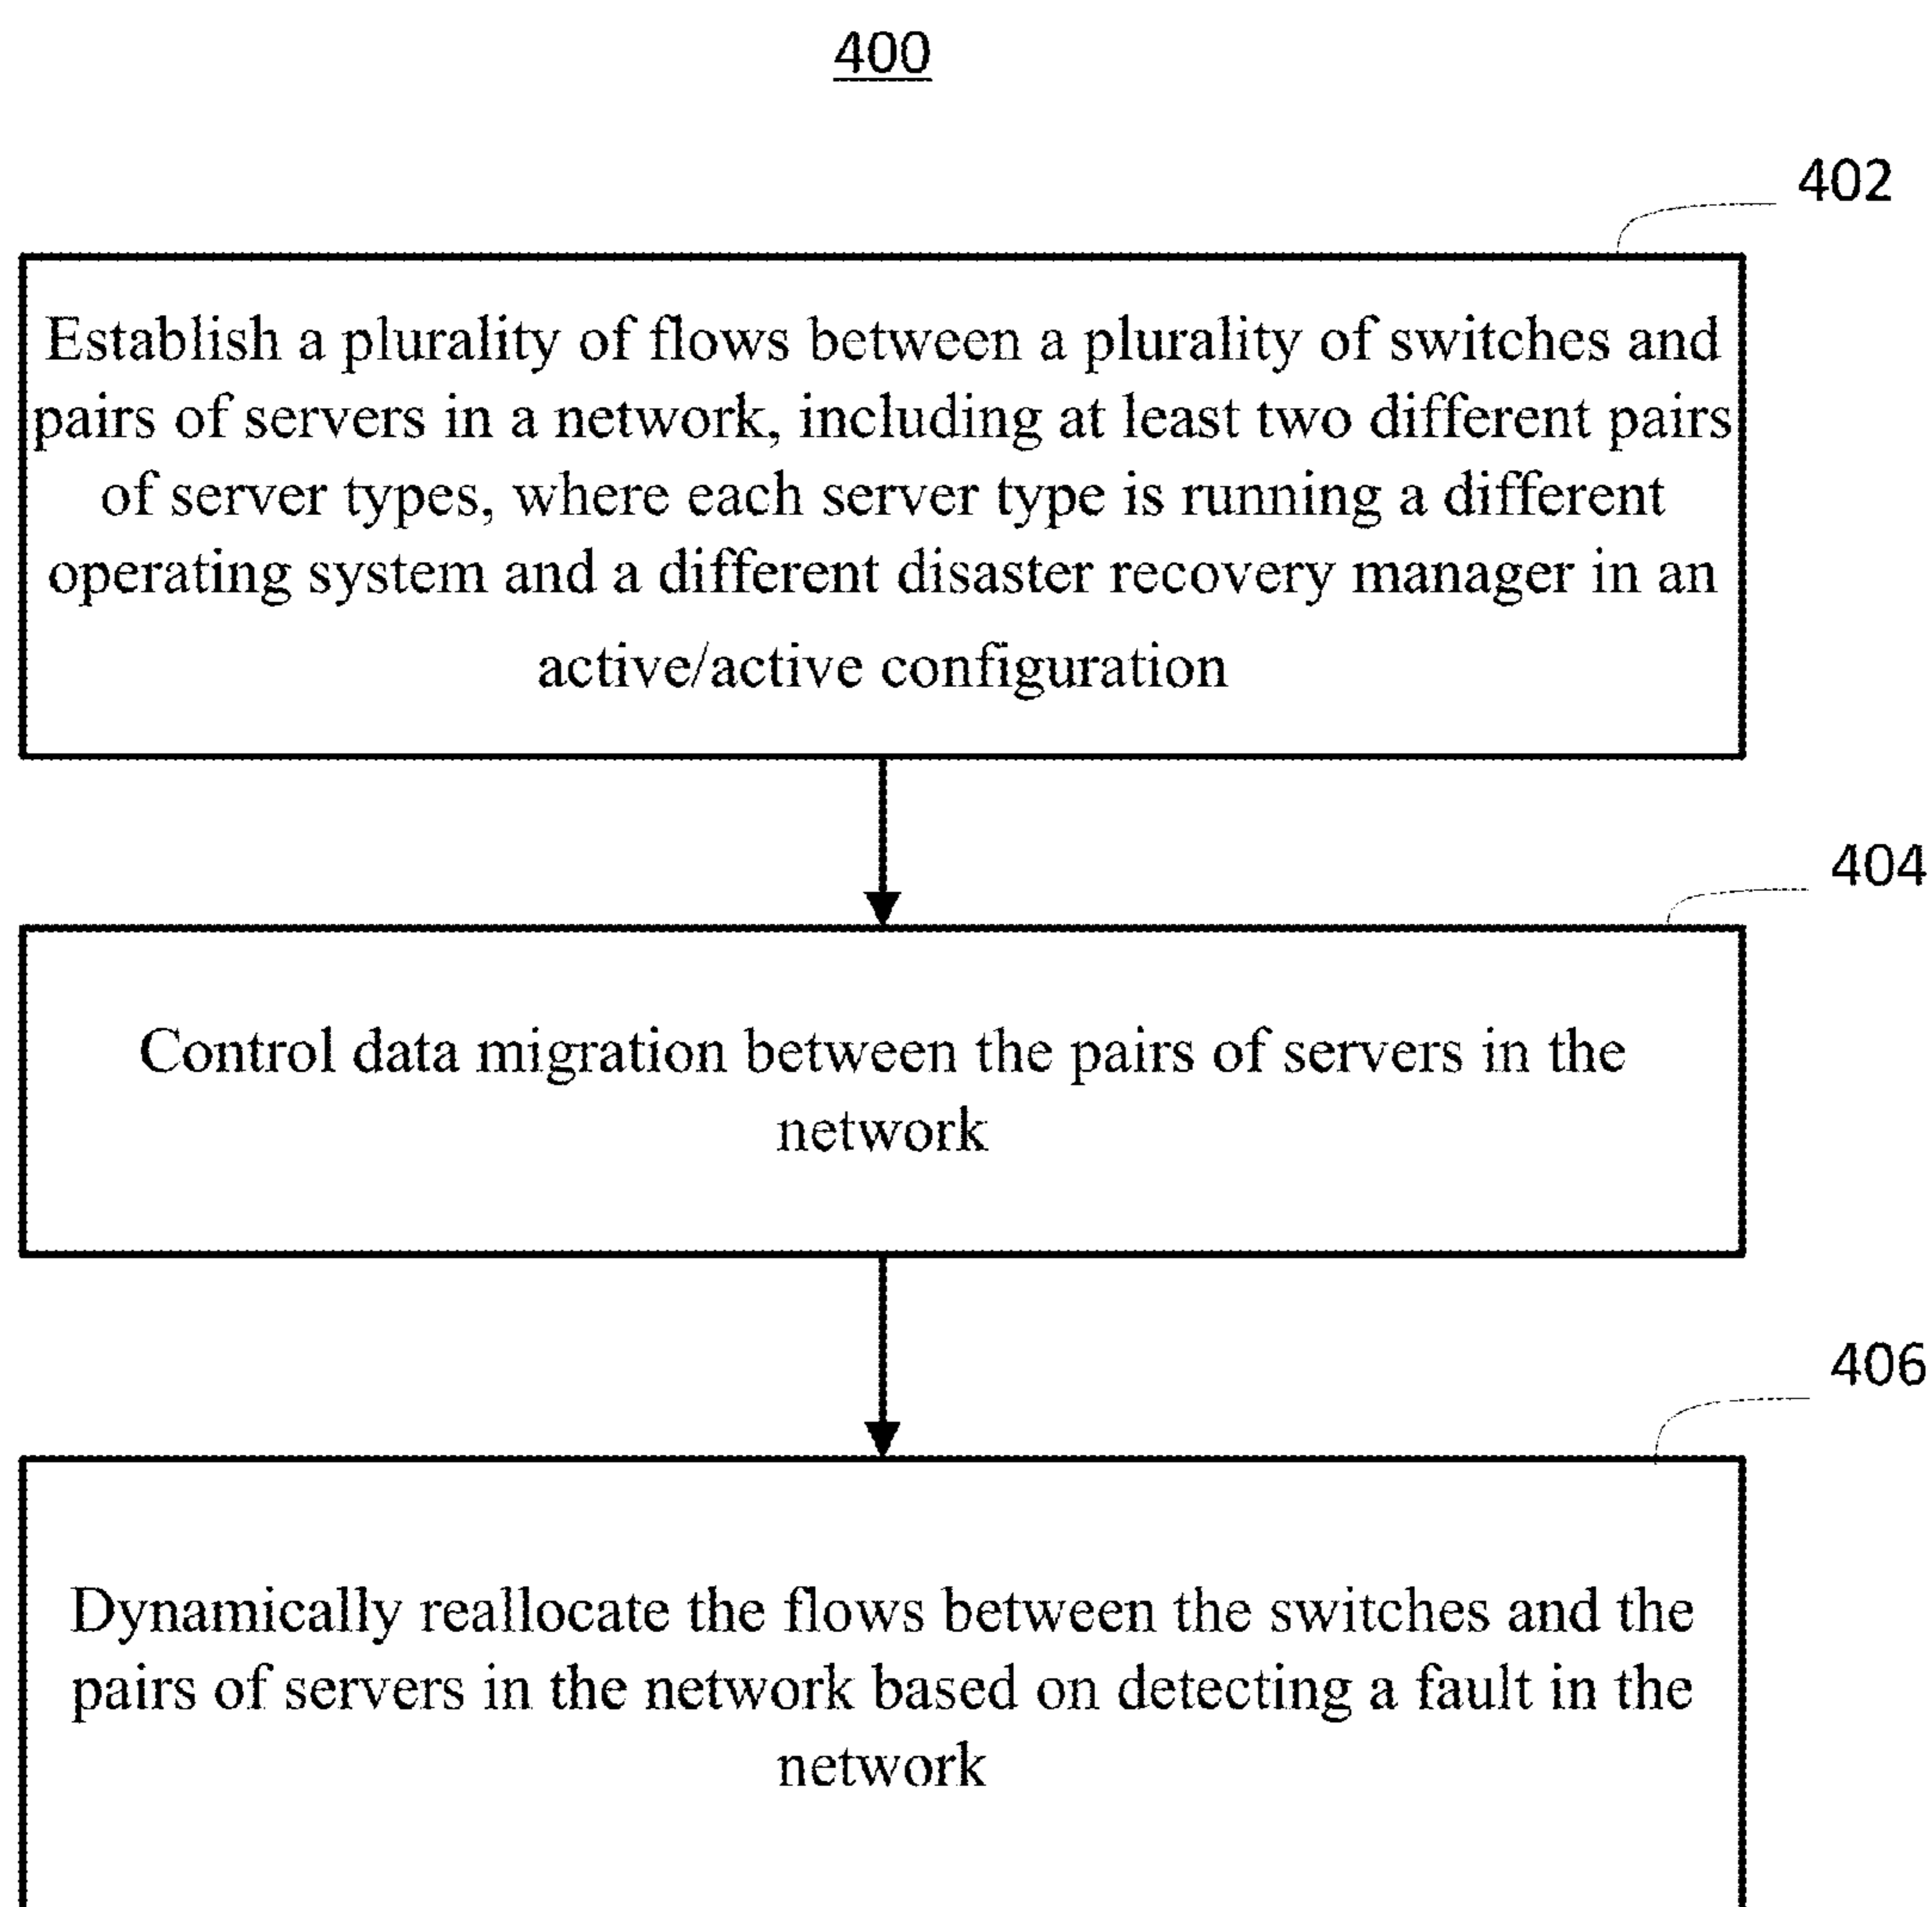 400
402
Establish a plurality of flows between a plurality of switches and
pairs of servers in a network, including at least two different pairs
of server types, where each server type is running a different
operating system and a different disaster recovery manager in an
active/active configuration
404
Control data migration between the pairs of servers in the
network
406
Dynamically reallocate the flows between the switches and the
pairs of servers in the network based on detecting a fault in the
network